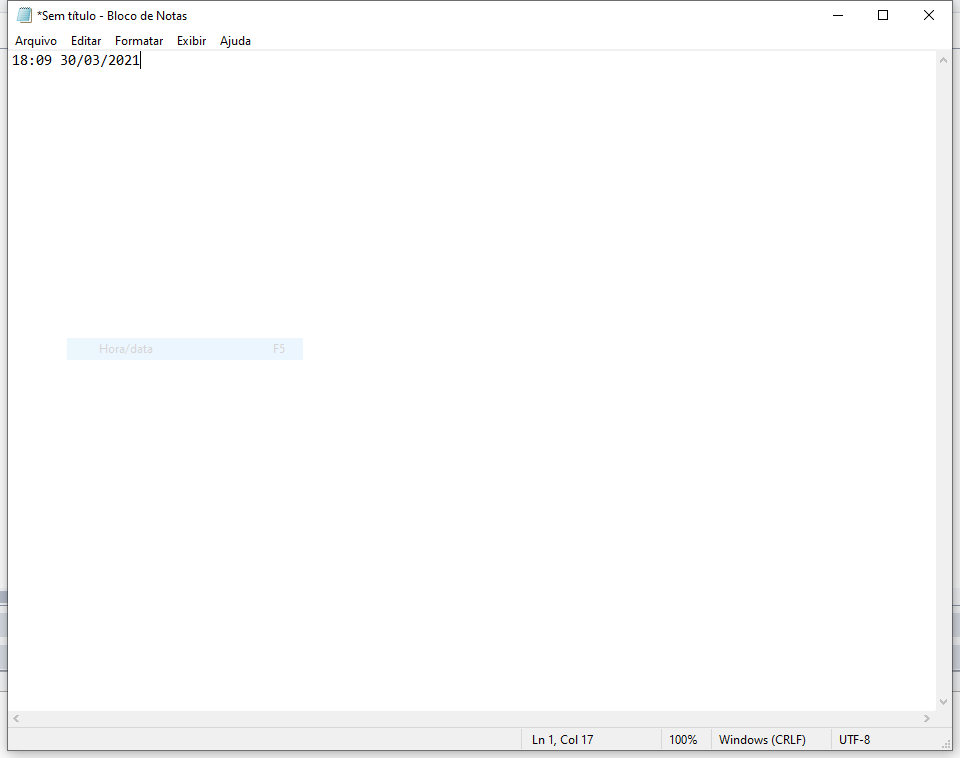 *Sem título - Bloco de Notas
Arquivo Editar Formatar Exibir Ajuda
18:09 30/03/2021
Hora/data F5
Ln 1, Col 17 100% Windows (CRLF) UTF-8